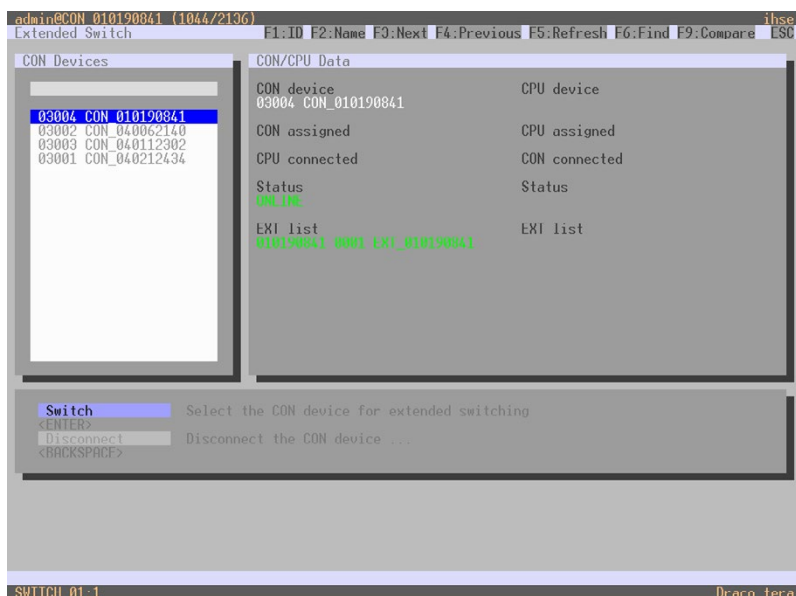 admin@CON_010190841 (1044/2136) ihse
Extended Switch F1:ID F2:Name F3:Next F4:Previous F5:Refresh F6:Find F9:Compare ESC
CON Devices
03004 CON_010190841
03002 CON_040062140
03003 CON_040112302
03001 CON_040212434
CON/CPU Data
CON device CPU device
03004 CON_010190841
CON assigned CPU assigned
CPU connected CON connected
Status Status
ONLINE
EXT list EXT list
010190841 0001 EXT_010190841
Switch Select the CON device for extended switching
<ENTER>
Disconnect Disconnect the CON device ...
<BACKSPACE>
SWITCH_01:1 Draco tera